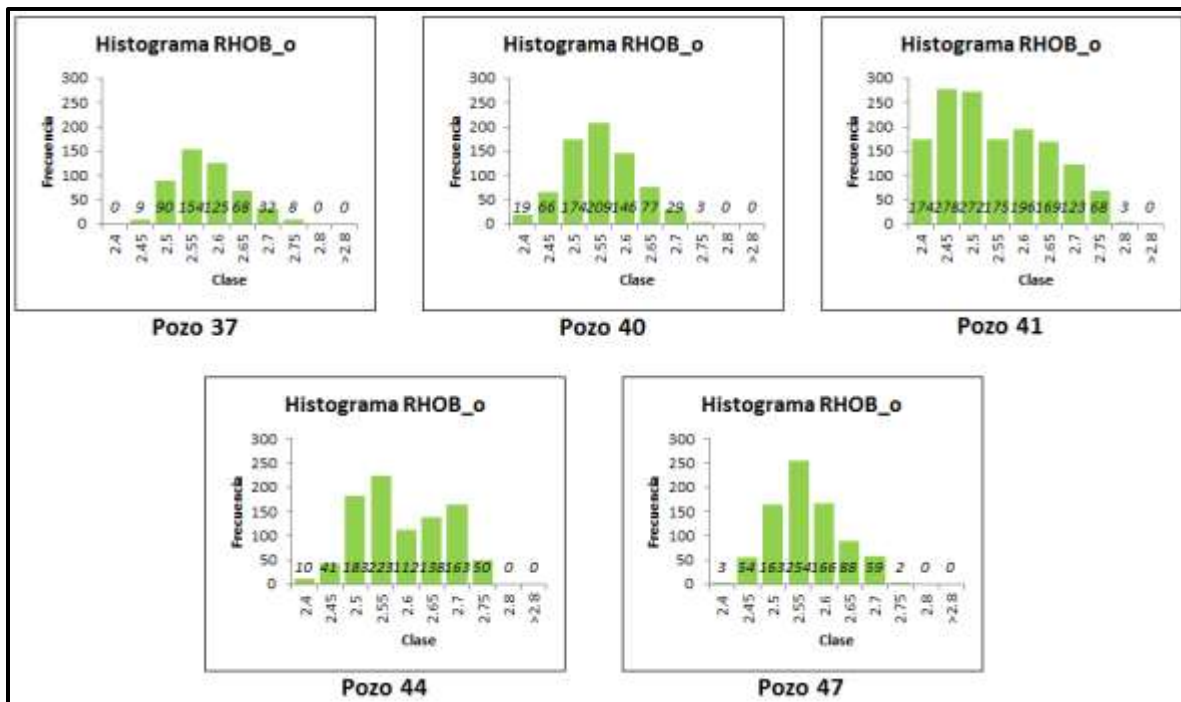 Histograma RHOB_o
Frecuencia
300
250
200
150
100
50
0
0 9 90 154 125 68 32 8 0 0
2.4 2.45 2.5 2.55 2.6 2.65 2.7 2.75 2.8 >2.8
Clase
Pozo 37
Histograma RHOB_o
Frecuencia
300
250
200
150
100
50
0
19 66 174 209 146 77 29 3 0 0
2.4 2.45 2.5 2.55 2.6 2.65 2.7 2.75 2.8 >2.8
Clase
Pozo 40
Histograma RHOB_o
Frecuencia
300
250
200
150
100
50
0
174 278 272 175 196 169 123 68 3 0
2.4 2.45 2.5 2.55 2.6 2.65 2.7 2.75 2.8 >2.8
Clase
Pozo 41
Histograma RHOB_o
Frecuencia
300
250
200
150
100
50
0
10 41 183 223 112 138 163 50 0 0
2.4 2.45 2.5 2.55 2.6 2.65 2.7 2.75 2.8 >2.8
Clase
Pozo 44
Histograma RHOB_o
Frecuencia
300
250
200
150
100
50
0
3 54 163 254 166 88 59 2 0 0
2.4 2.45 2.5 2.55 2.6 2.65 2.7 2.75 2.8 >2.8
Clase
Pozo 47